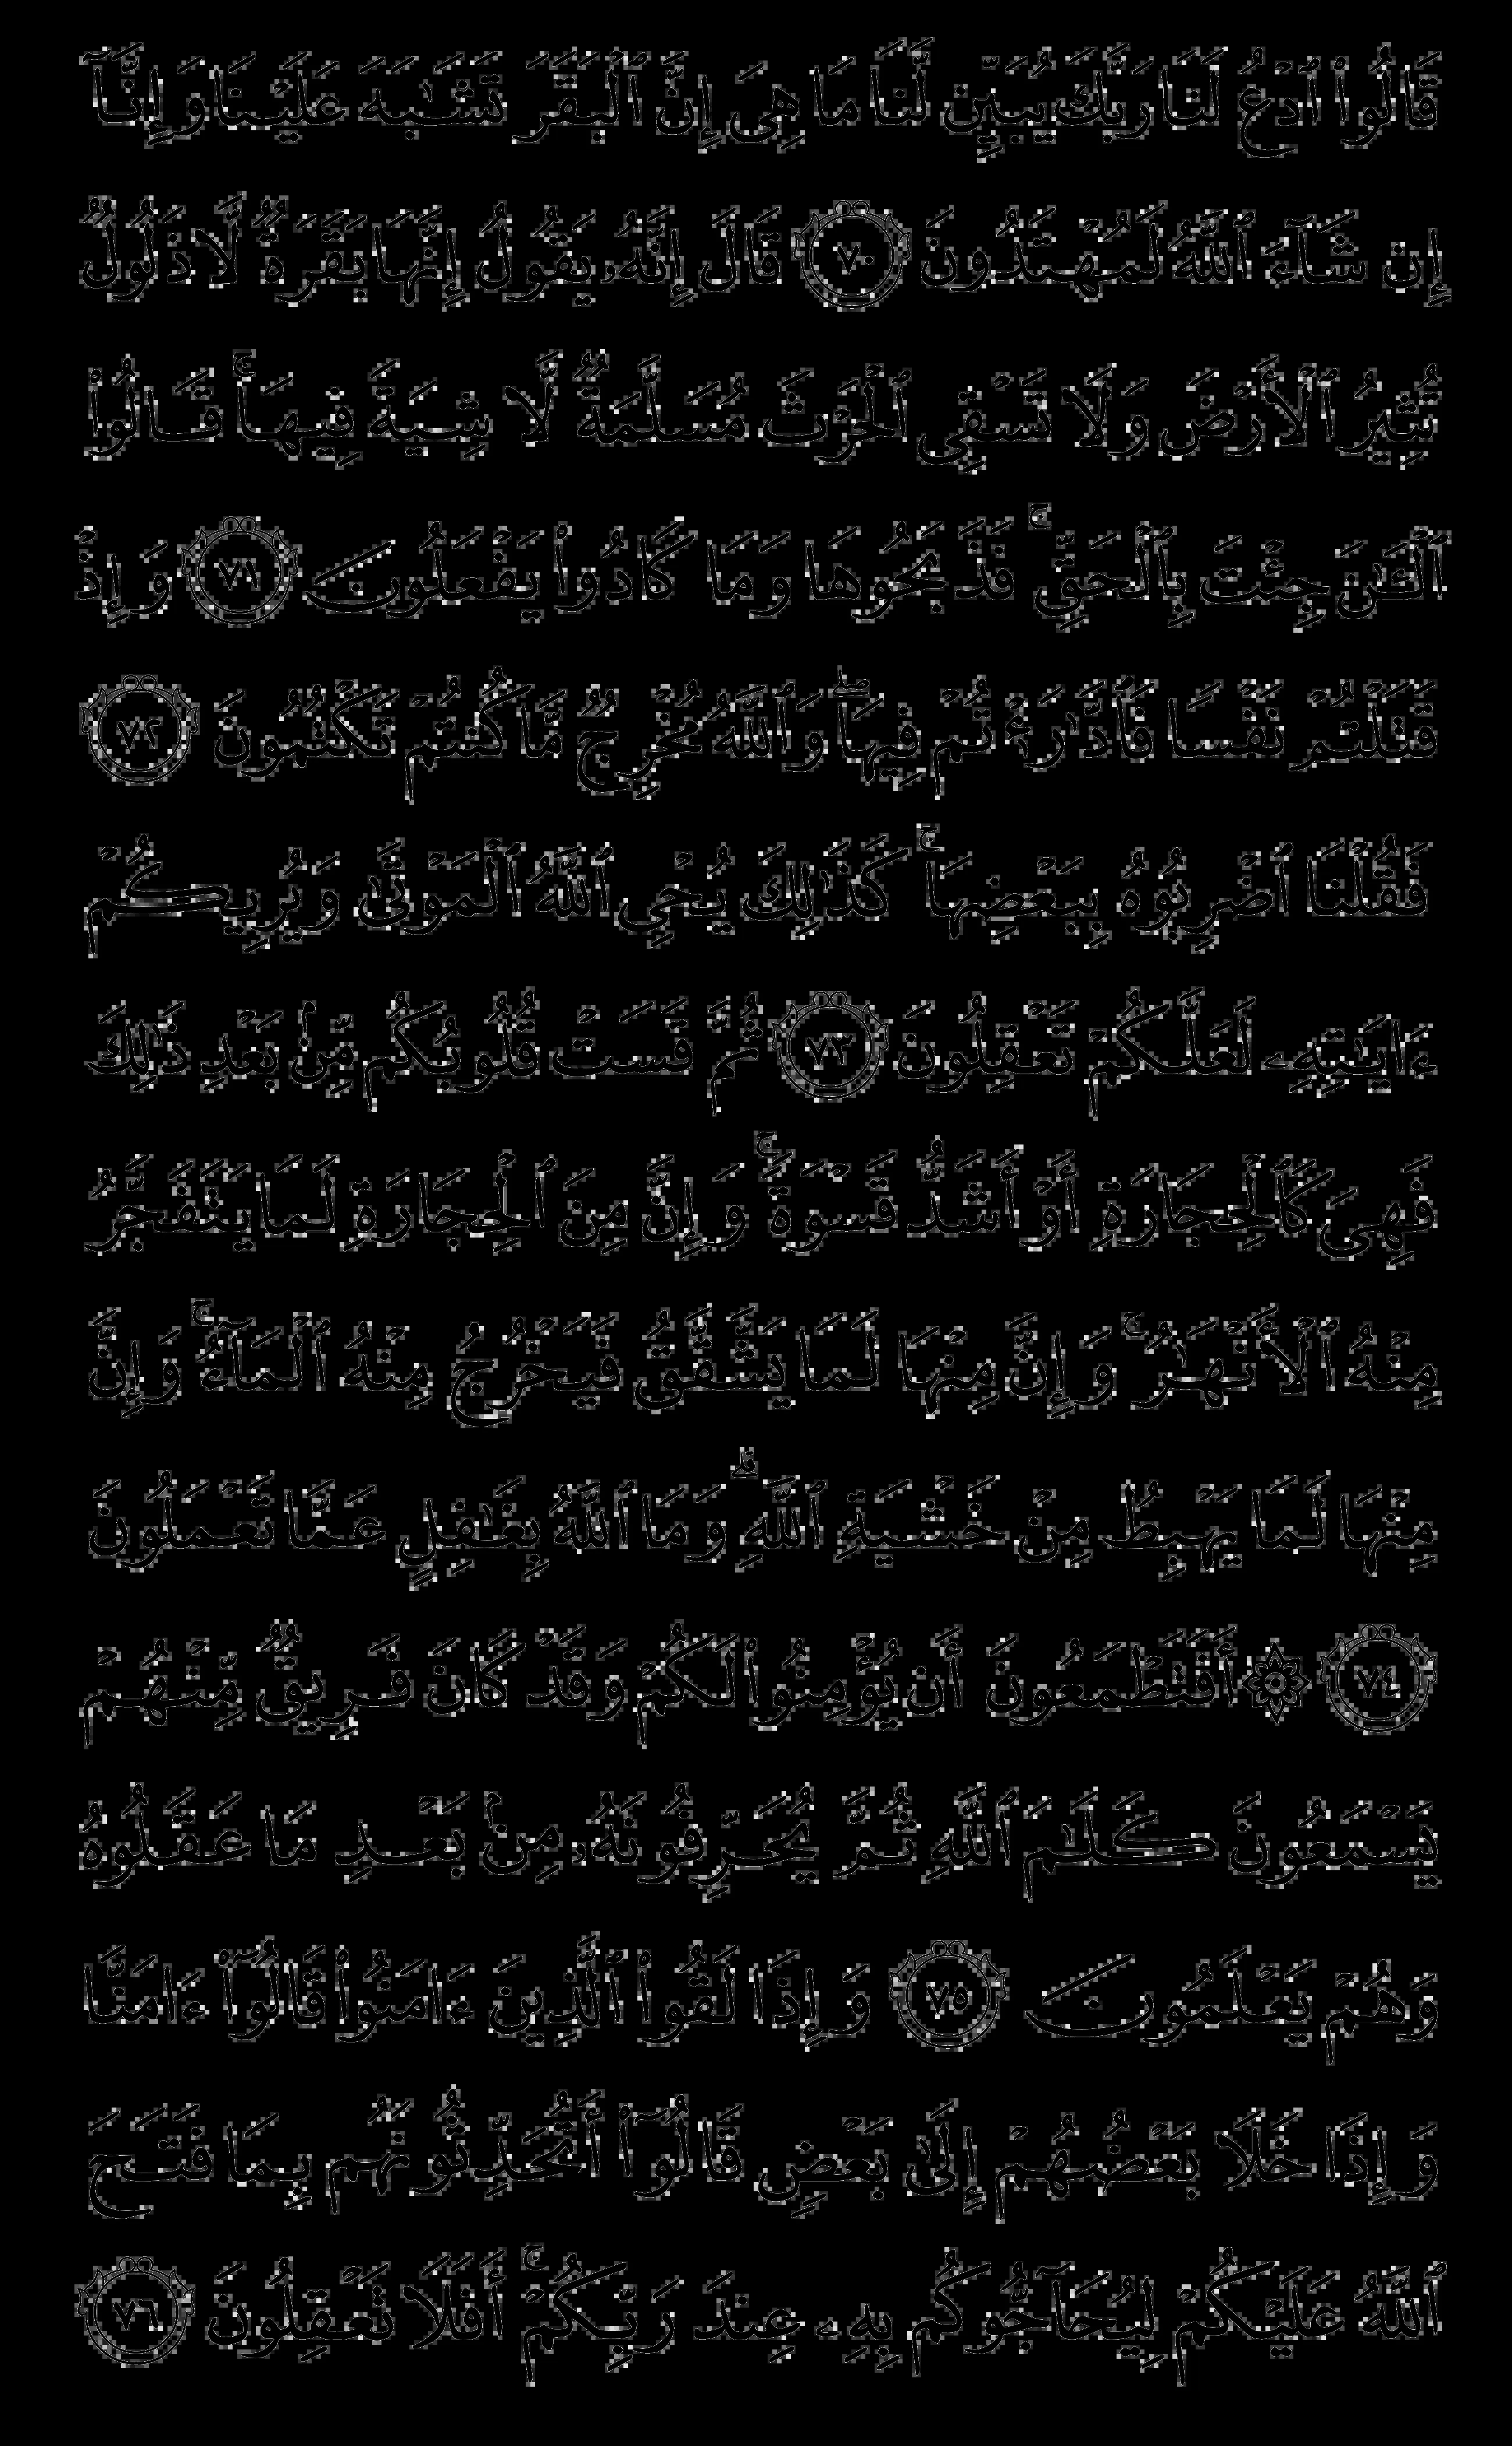 قَالُوا۟ ٱدْعُ لَنَا رَبَّكَ يُبَيِّن لَّنَا مَا هِىَ إِنَّ ٱلْبَقَرَ تَشَٰبَهَ عَلَيْنَا وَإِنَّآ
إِن شَآءَ ٱللَّهُ لَمُهْتَدُونَ ٧٠ قَالَ إِنَّهُۥ يَقُولُ إِنَّهَا بَقَرَةٌ لَّا ذَلُولٌ
تُثِيرُ ٱلْأَرْضَ وَلَا تَسْقِى ٱلْحَرْثَ مُسَلَّمَةٌ لَّا شِيَةَ فِيهَا ۚ قَالُوا۟
ٱلْـَٰٔنَ جِئْتَ بِٱلْحَقِّ ۚ فَذَبَحُوهَا وَمَا كَادُوا۟ يَفْعَلُونَ ٧١ وَإِذْ
قَتَلْتُمْ نَفْسًا فَٱدَّٰرَْٰٔتُمْ فِيهَا ۖ وَٱللَّهُ مُخْرِجٌ مَّا كُنتُمْ تَكْتُمُونَ ٧٢
فَقُلْنَا ٱضْرِبُوهُ بِبَعْضِهَا ۚ كَذَٰلِكَ يُحْىِ ٱللَّهُ ٱلْمَوْتَىٰ وَيُرِيكُمْ
ءَايَٰتِهِۦ لَعَلَّكُمْ تَعْقِلُونَ ٧٣ ثُمَّ قَسَتْ قُلُوبُكُم مِّنۢ بَعْدِ ذَٰلِكَ
فَهِىَ كَٱلْحِجَارَةِ أَوْ أَشَدُّ قَسْوَةً ۚ وَإِنَّ مِنَ ٱلْحِجَارَةِ لَمَا يَتَفَجَّرُ
مِنْهُ ٱلْأَنْهَٰرُ ۚ وَإِنَّ مِنْهَا لَمَا يَشَّقَّقُ فَيَخْرُجُ مِنْهُ ٱلْمَآءُ ۚ وَإِنَّ
مِنْهَا لَمَا يَهْبِطُ مِنْ خَشْيَةِ ٱللَّهِ ۗ وَمَا ٱللَّهُ بِغَٰفِلٍ عَمَّا تَعْمَلُونَ
٧٤ ۞ أَفَتَطْمَعُونَ أَن يُؤْمِنُوا۟ لَكُمْ وَقَدْ كَانَ فَرِيقٌ مِّنْهُمْ
يَسْمَعُونَ كَلَٰمَ ٱللَّهِ ثُمَّ يُحَرِّفُونَهُۥ مِنۢ بَعْدِ مَا عَقَلُوهُ
وَهُمْ يَعْلَمُونَ ٧٥ وَإِذَا لَقُوا۟ ٱلَّذِينَ ءَامَنُوا۟ قَالُوٓا۟ ءَامَنَّا
وَإِذَا خَلَا بَعْضُهُمْ إِلَىٰ بَعْضٍ قَالُوٓا۟ أَتُحَدِّثُونَهُم بِمَا فَتَحَ
ٱللَّهُ عَلَيْكُمْ لِيُحَآجُّوكُم بِهِۦ عِندَ رَبِّكُمْ ۚ أَفَلَا تَعْقِلُونَ ٧٦